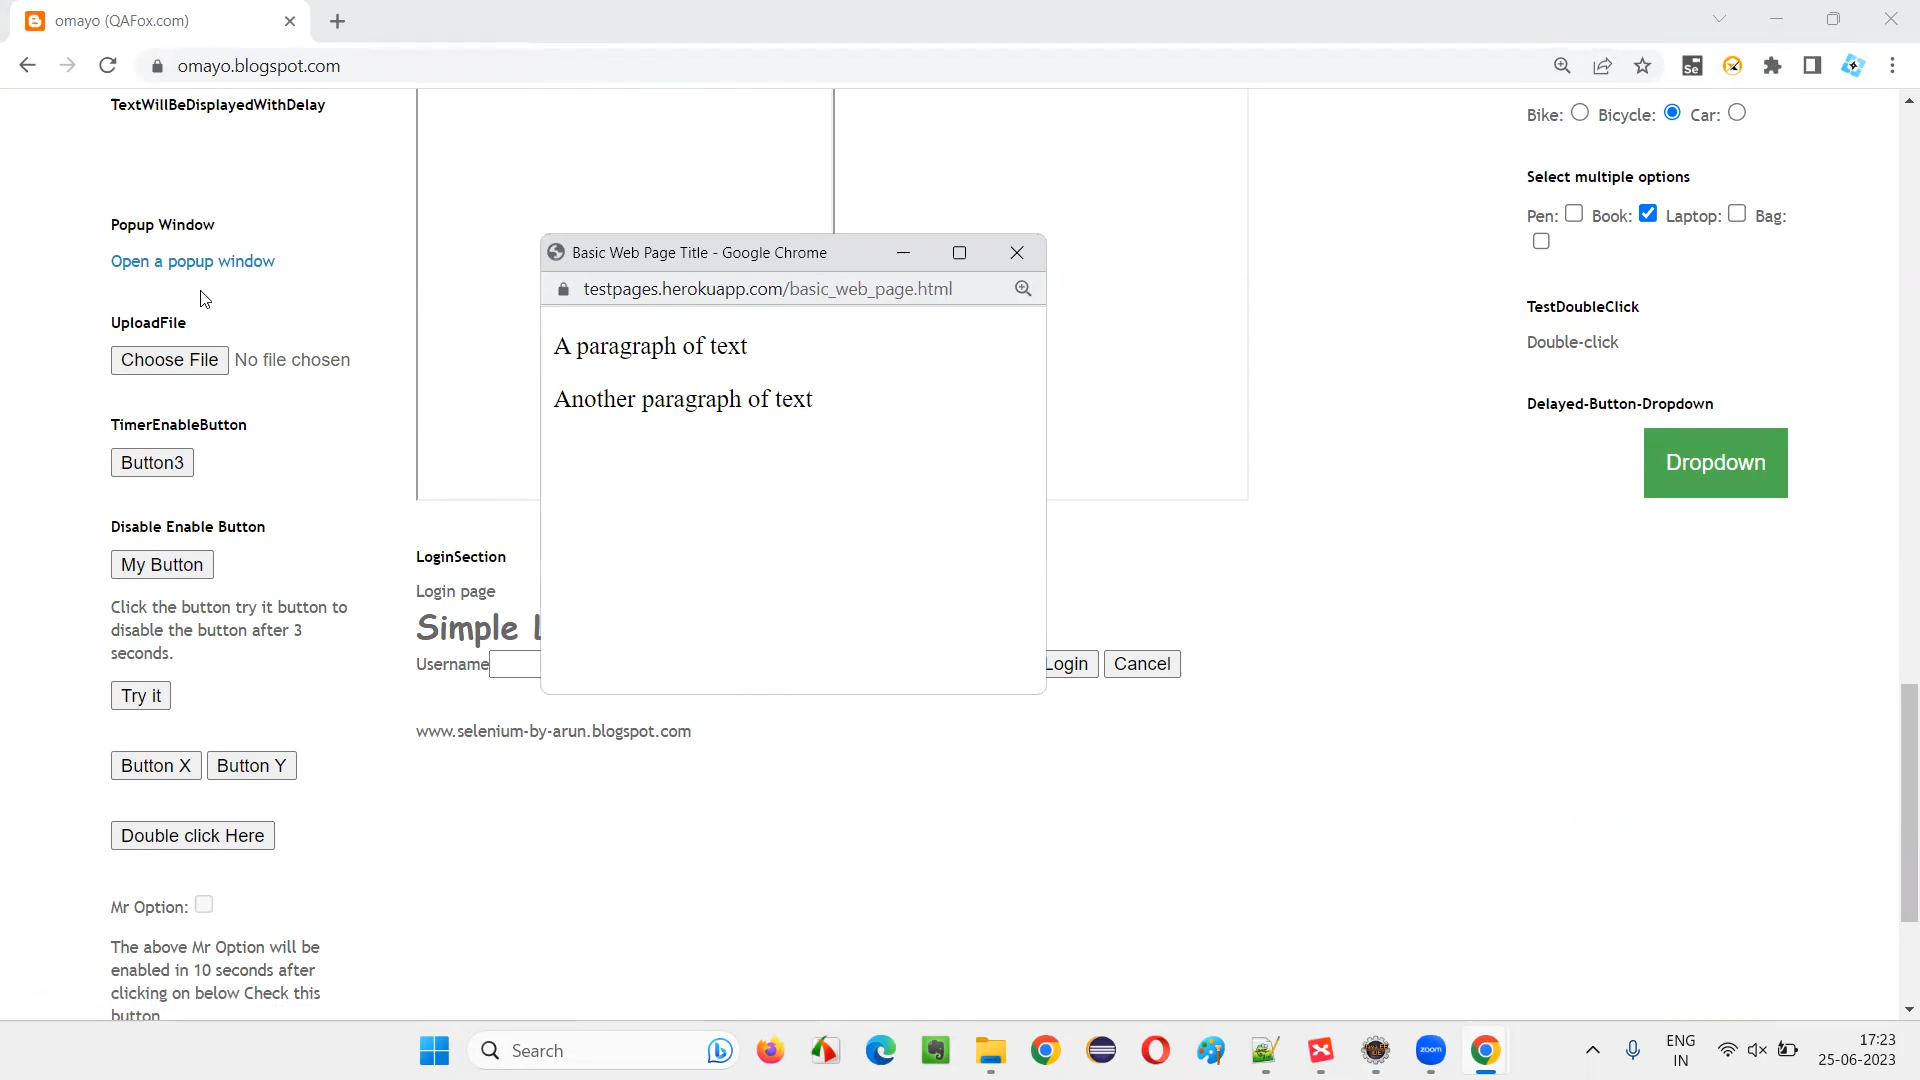 omayo (QAFox.com)
omayo.blogspot.com
TextWillBeDisplayedWithDelay
Popup Window
Open a popup window
UploadFile
Choose File No file chosen
TimerEnableButton
Button3
Disable Enable Button
My Button
Click the button try it button to
disable the button after 3
seconds.
Try it
Button X Button Y
Double click Here
Mr Option:
The above Mr Option will be
enabled in 10 seconds after
clicking on below Check this
button
Basic Web Page Title - Google Chrome
testpages.herokuapp.com/basic_web_page.html
A paragraph of text
Another paragraph of text
LoginSection
Login page
Simple
Username
Login Cancel
www.selenium-by-arun.blogspot.com
Bike: Bicycle: Car:
Select multiple options
Pen: Book: Laptop: Bag:
TestDoubleClick
Double-click
Delayed-Button-Dropdown
Dropdown
Search
Se
zoom
ENG
IN
17:23
25-06-2023